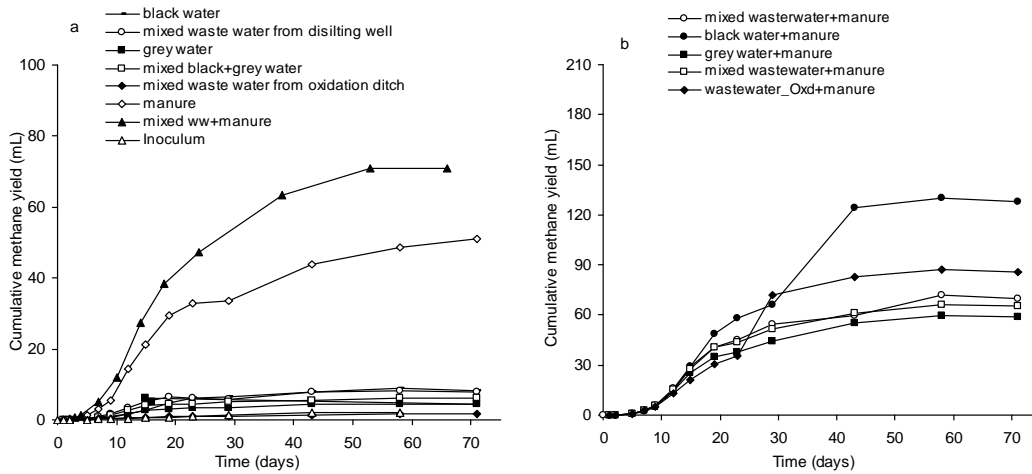 a
black water
mixed waste water from disilting well
grey water
mixed black+grey water
mixed waste water from oxidation ditch
manure
mixed ww+manure
Inoculum
100
80
60
40
20
0
Cumulative methane yield (mL)
0 10 20 30 40 50 60 70
Time (days)
b
mixed wasterwater+manure
black water+manure
grey water+manure
mixed wastewater+manure
wastewater_Oxd+manure
210
180
150
120
90
60
30
0
Cumulative methane yield (mL)
0 10 20 30 40 50 60 70
Time (days)